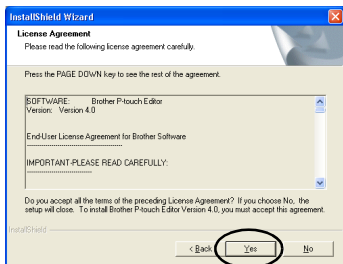 InstallShield Wizard
License Agreement
Please read the following license agreement carefully.
Press the PAGE DOWN key to see the rest of the agreement.
SOFTWARE: Brother P-touch Editor
Version: Version 4.0
End-User License Agreement for Brother Software
----------------------------------------
IMPORTANT-PLEASE READ CAREFULLY:
---------------------------
Do you accept all the terms of the preceding License Agreement? If you choose No, the
setup will close. To install Brother P-touch Editor Version 4.0, you must accept this agreement.
InstallShield
< Back Yes No